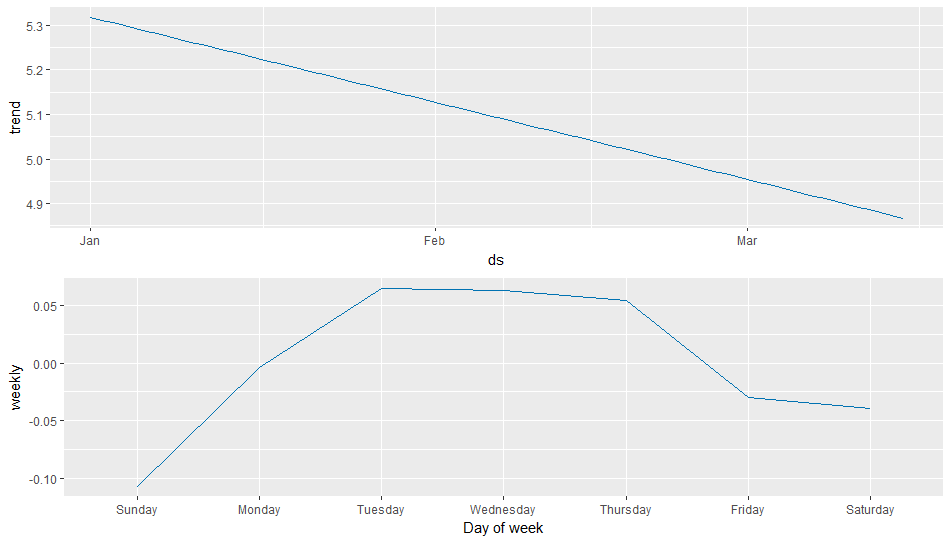 5.3
5.2
5.1
5.0
4.9
trend
Jan Feb Mar
ds
0.05
0.00
-0.05
-0.10
weekly
Sunday Monday Tuesday Wednesday Thursday Friday Saturday
Day of week